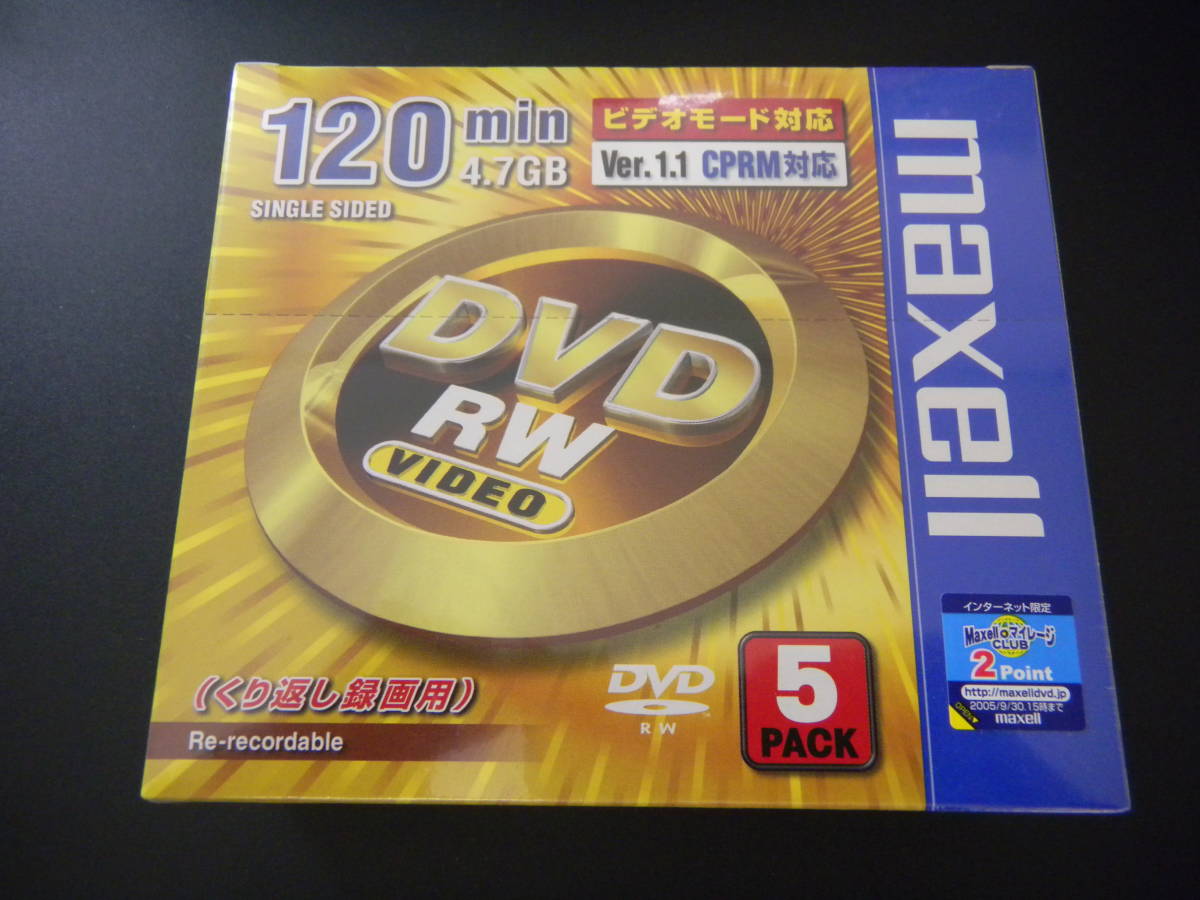 120 min
4.7GB
SINGLE SIDED
ビデオモード対応
Ver. 1.1 CPRM対応
maxell
DVD
RW
VIDEO
(くり返し録画用)
Re-recordable
DVD
RW
5
PACK
インターネット限定
Maxellマイレージ
CLUB
2 Point
http://maxelldvd.jp
2005/9/30.15時まで
OPEN
maxell